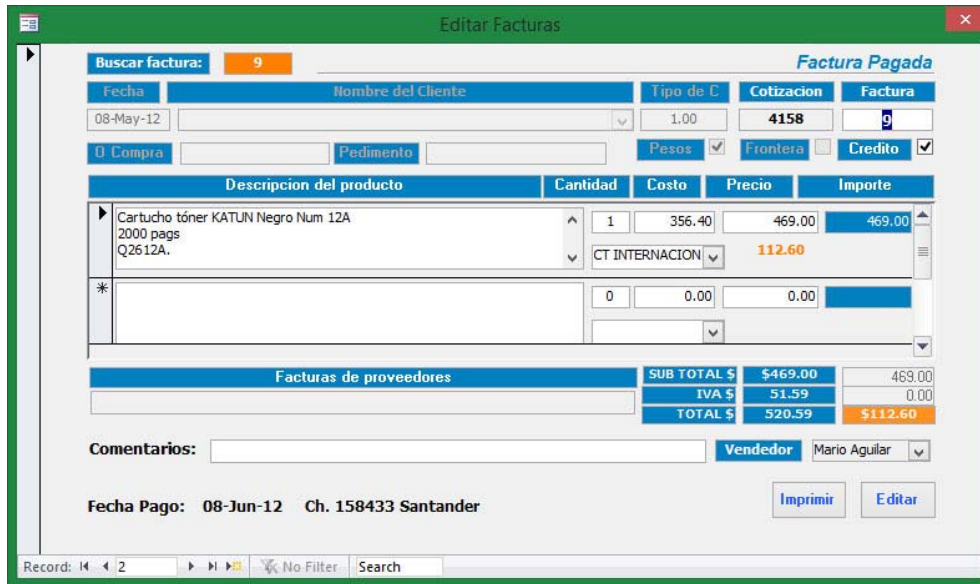 Editar Facturas
Buscar factura: 9 Factura Pagada
Fecha Nombre del Cliente Tipo de C Cotizacion Factura
08-May-12 1.00 4158 9
O Compra Pedimento Pesos Frontera Credito
Descripcion del producto Cantidad Costo Precio Importe
Cartucho tóner KATUN Negro Num 12A 1 356.40 469.00 469.00
2000 pags
Q2612A. CT INTERNACION 112.60
0 0.00 0.00
Facturas de proveedores SUB TOTAL $ $469.00 469.00
IVA $ 51.59 0.00
TOTAL $ 520.59 $112.60
Comentarios: Vendedor Mario Aguilar
Fecha Pago: 08-Jun-12 Ch. 158433 Santander Imprimir Editar
Record: 2 No Filter Search